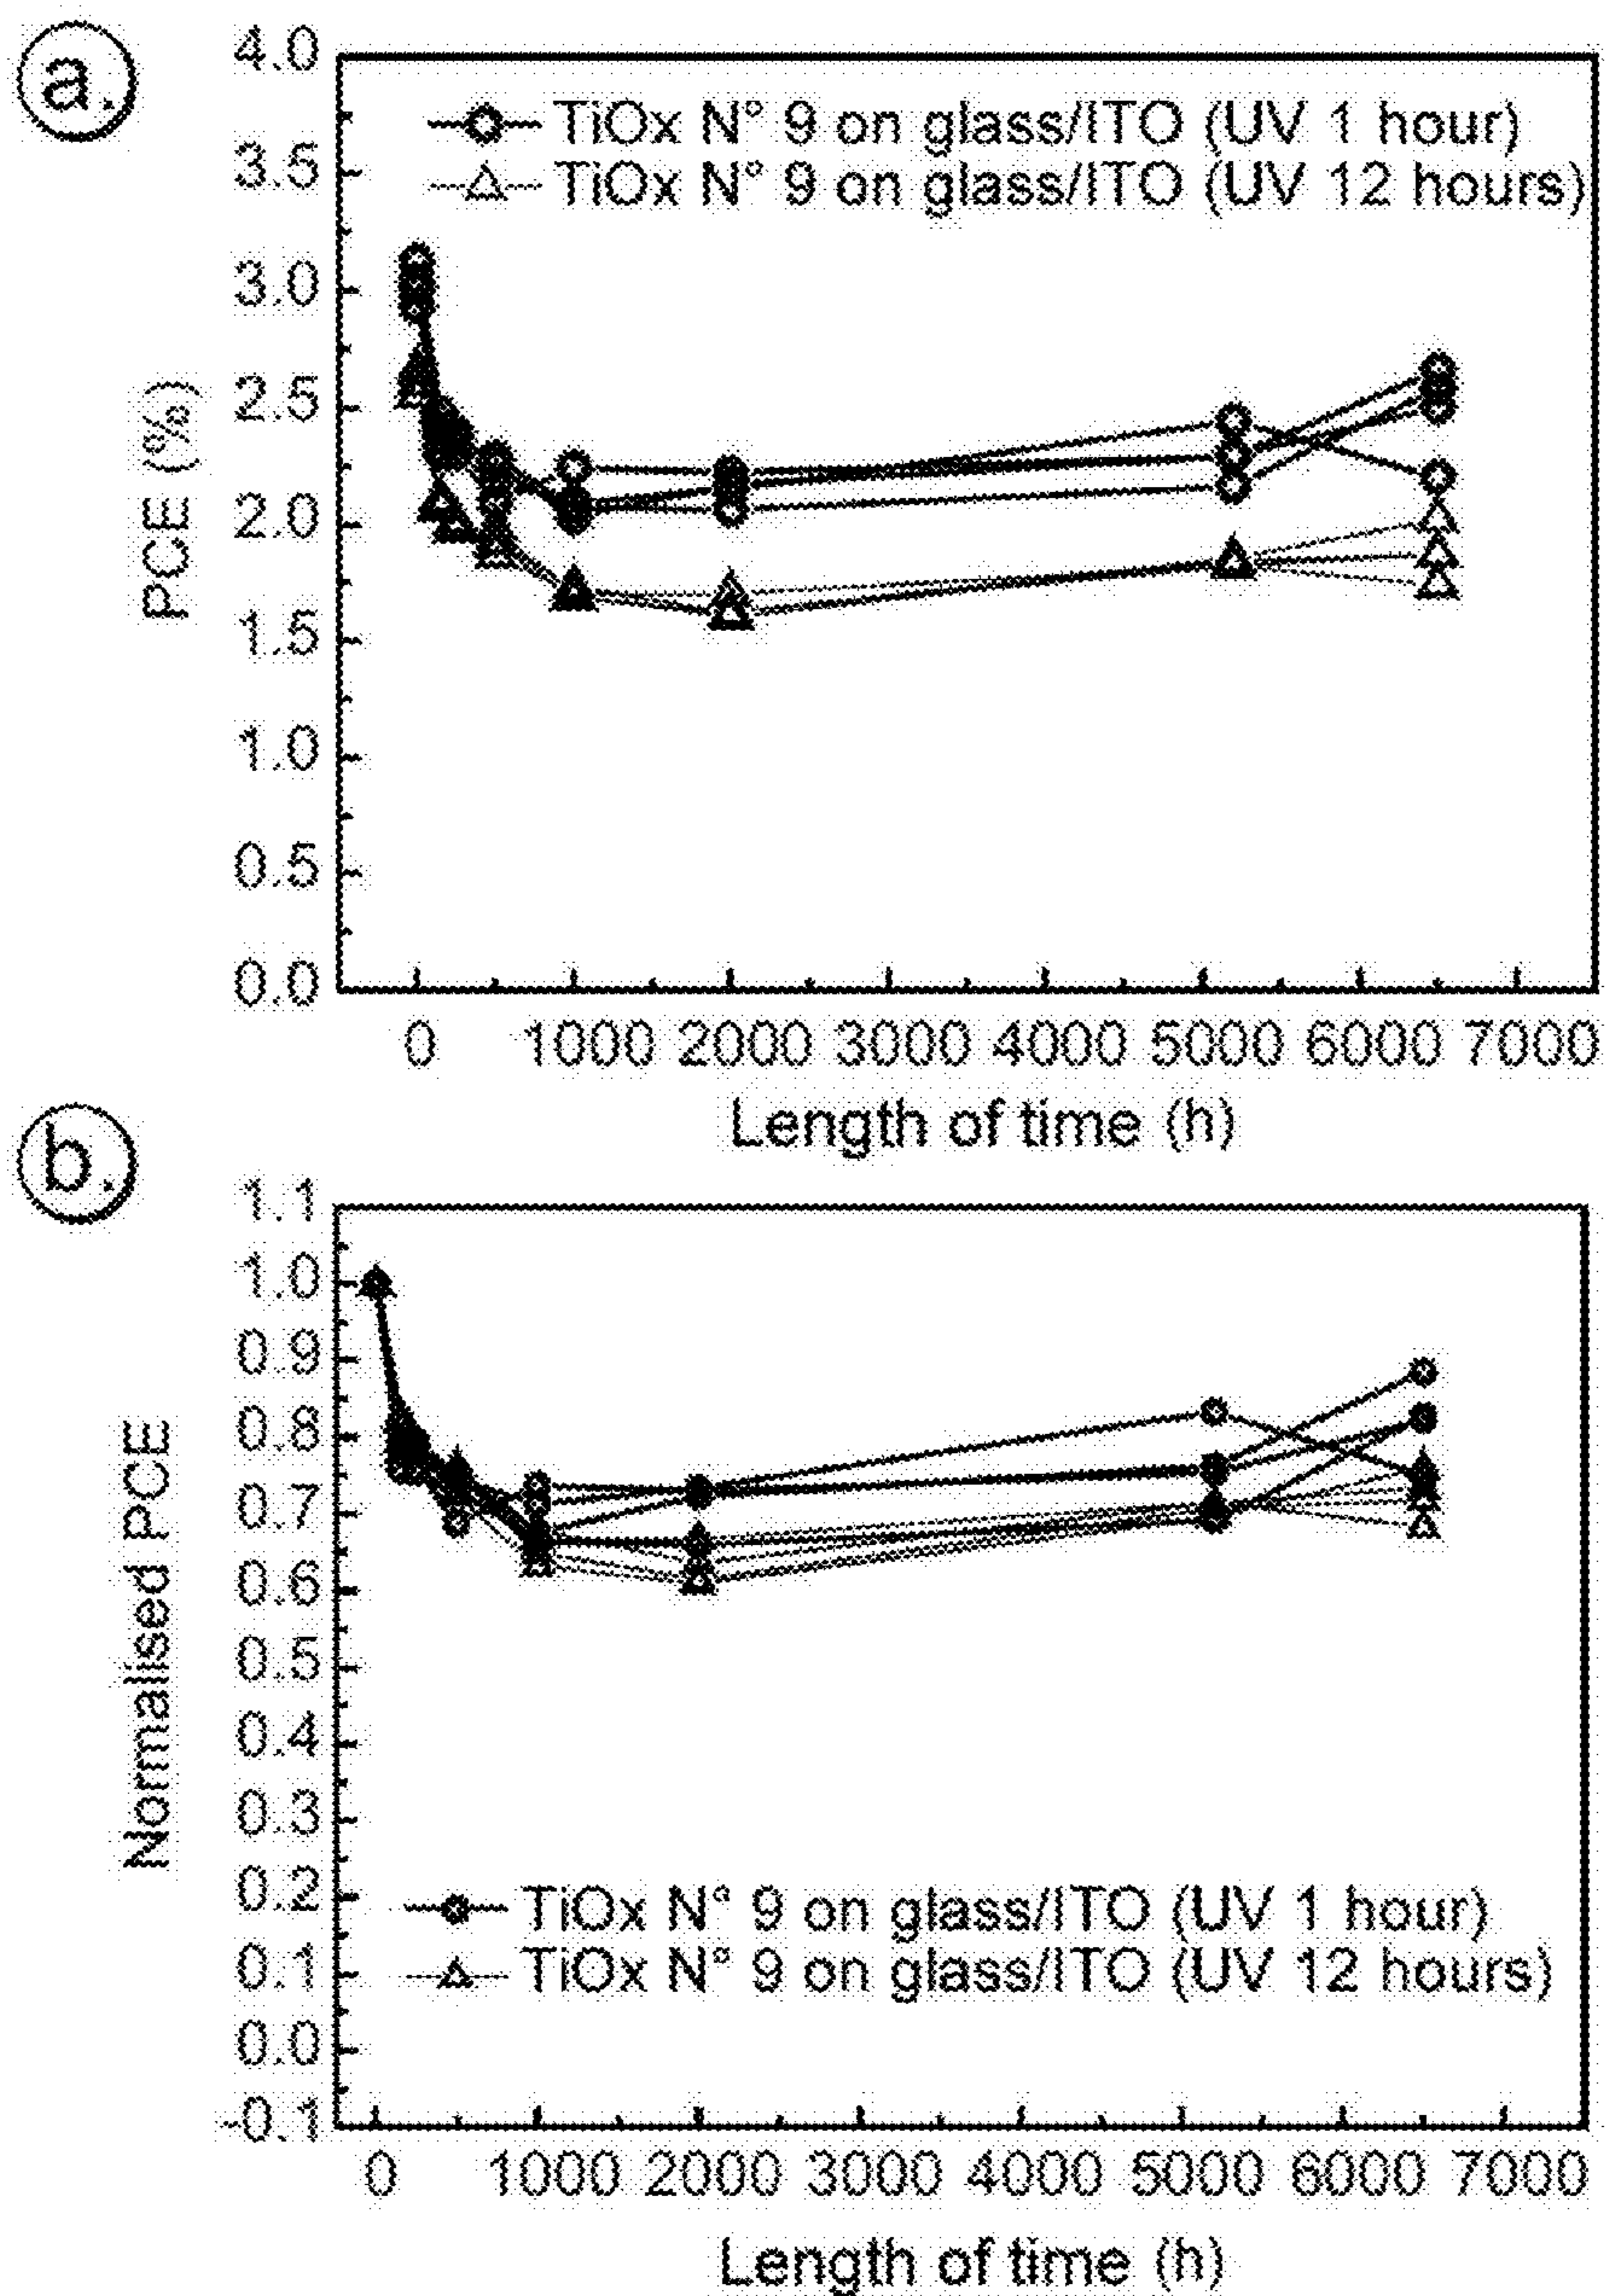 a.
4.0
3.5
3.0
2.5
2.0
1.5
1.0
0.5
0.0
PCE (%)
TiOx N° 9 on glass/ITO (UV 1 hour)
TiOx N° 9 on glass/ITO (UV 12 hours)
0 1000 2000 3000 4000 5000 6000 7000
Length of time (h)
b.
1.1
1.0
0.9
0.8
0.7
0.6
0.5
0.4
0.3
0.2
0.1
0.0
-0.1
Normalised PCE
TiOx N° 9 on glass/ITO (UV 1 hour)
TiOx N° 9 on glass/ITO (UV 12 hours)
0 1000 2000 3000 4000 5000 6000 7000
Length of time (h)